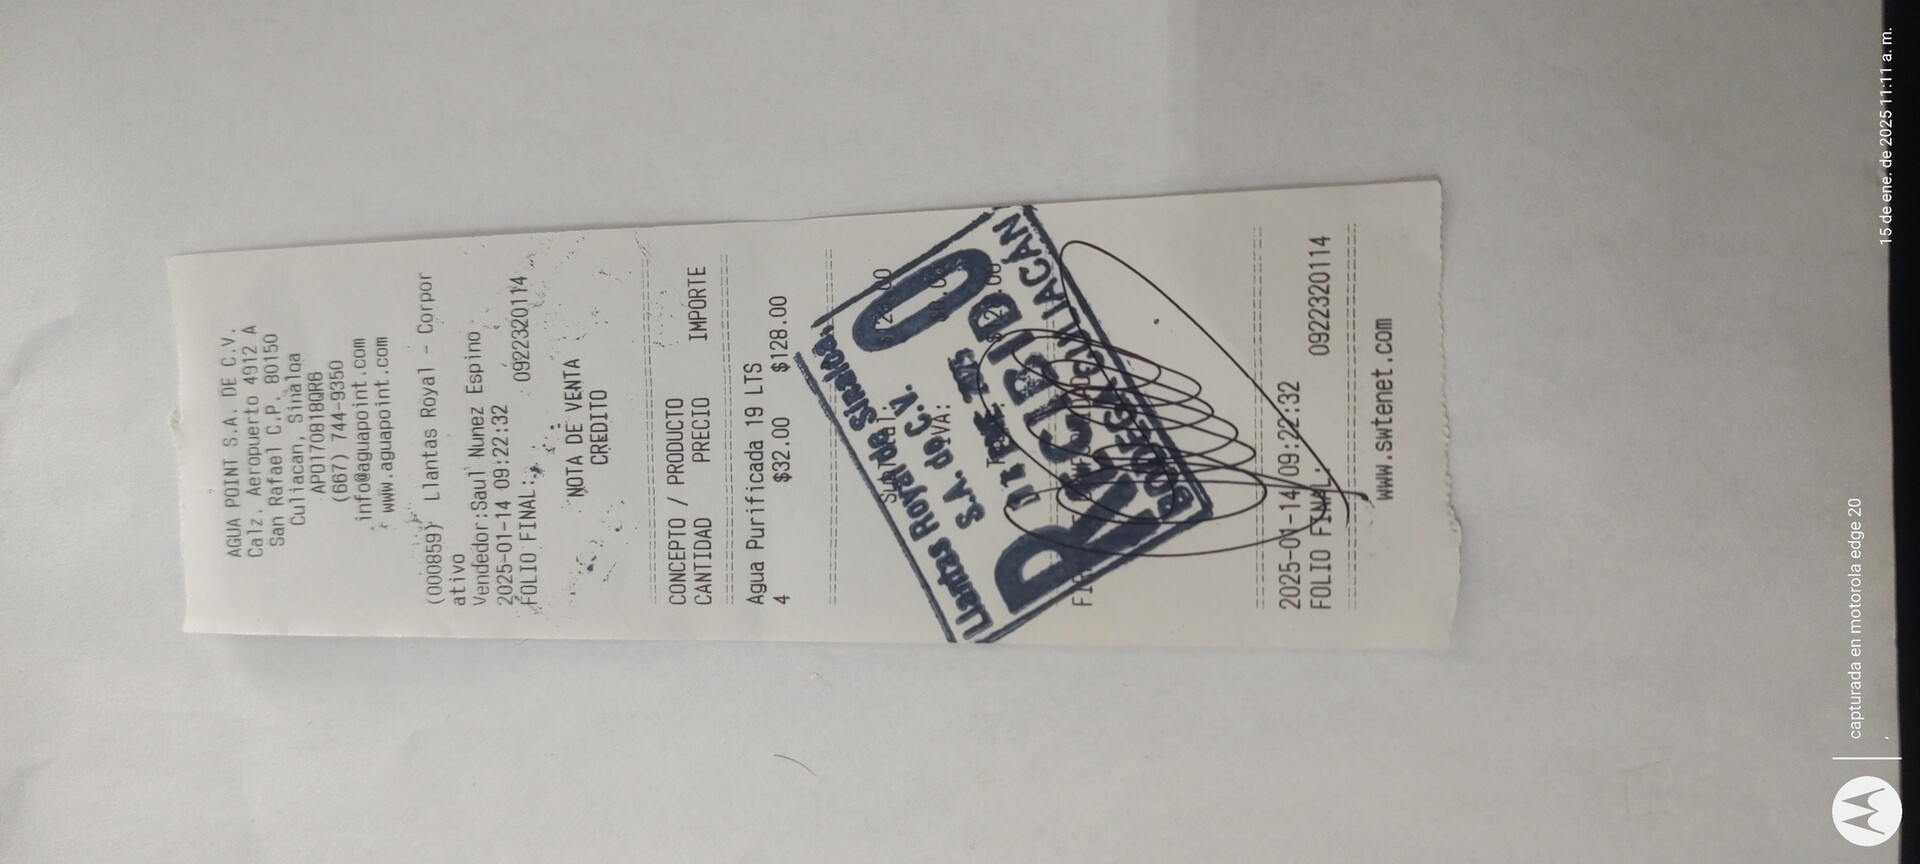 AGUA POINT S.A. DE C.V.
Calz. Aeropuerto 4912 A
San Rafael C.P. 80150
Culiacan, Sinaloa
APO170818QR6
(667) 744-9350
info@aguapoint.com
www.aguapoint.com
(000859) Llantas Royal - Corpor
ativo
Vendedor:Saul Nunez Espino
2025-01-14 09:22:32
FOLIO FINAL: 0922320114
NOTA DE VENTA
CREDITO
CONCEPTO / PRODUCTO
CANTIDAD PRECIO IMPORTE
Agua Purificada 19 LTS
4 $32.00 $128.00
IVA:
Llantas Royal de Sinaloa,
S.A. de C.V.
RECIBIDO
BODEGA CULIACÁN
2025-01-14 09:22:32
FOLIO FINAL: 0922320114
www.swtenet.com
capturada en motorola edge 20
15 de ene. de 2025 11:11 a. m.